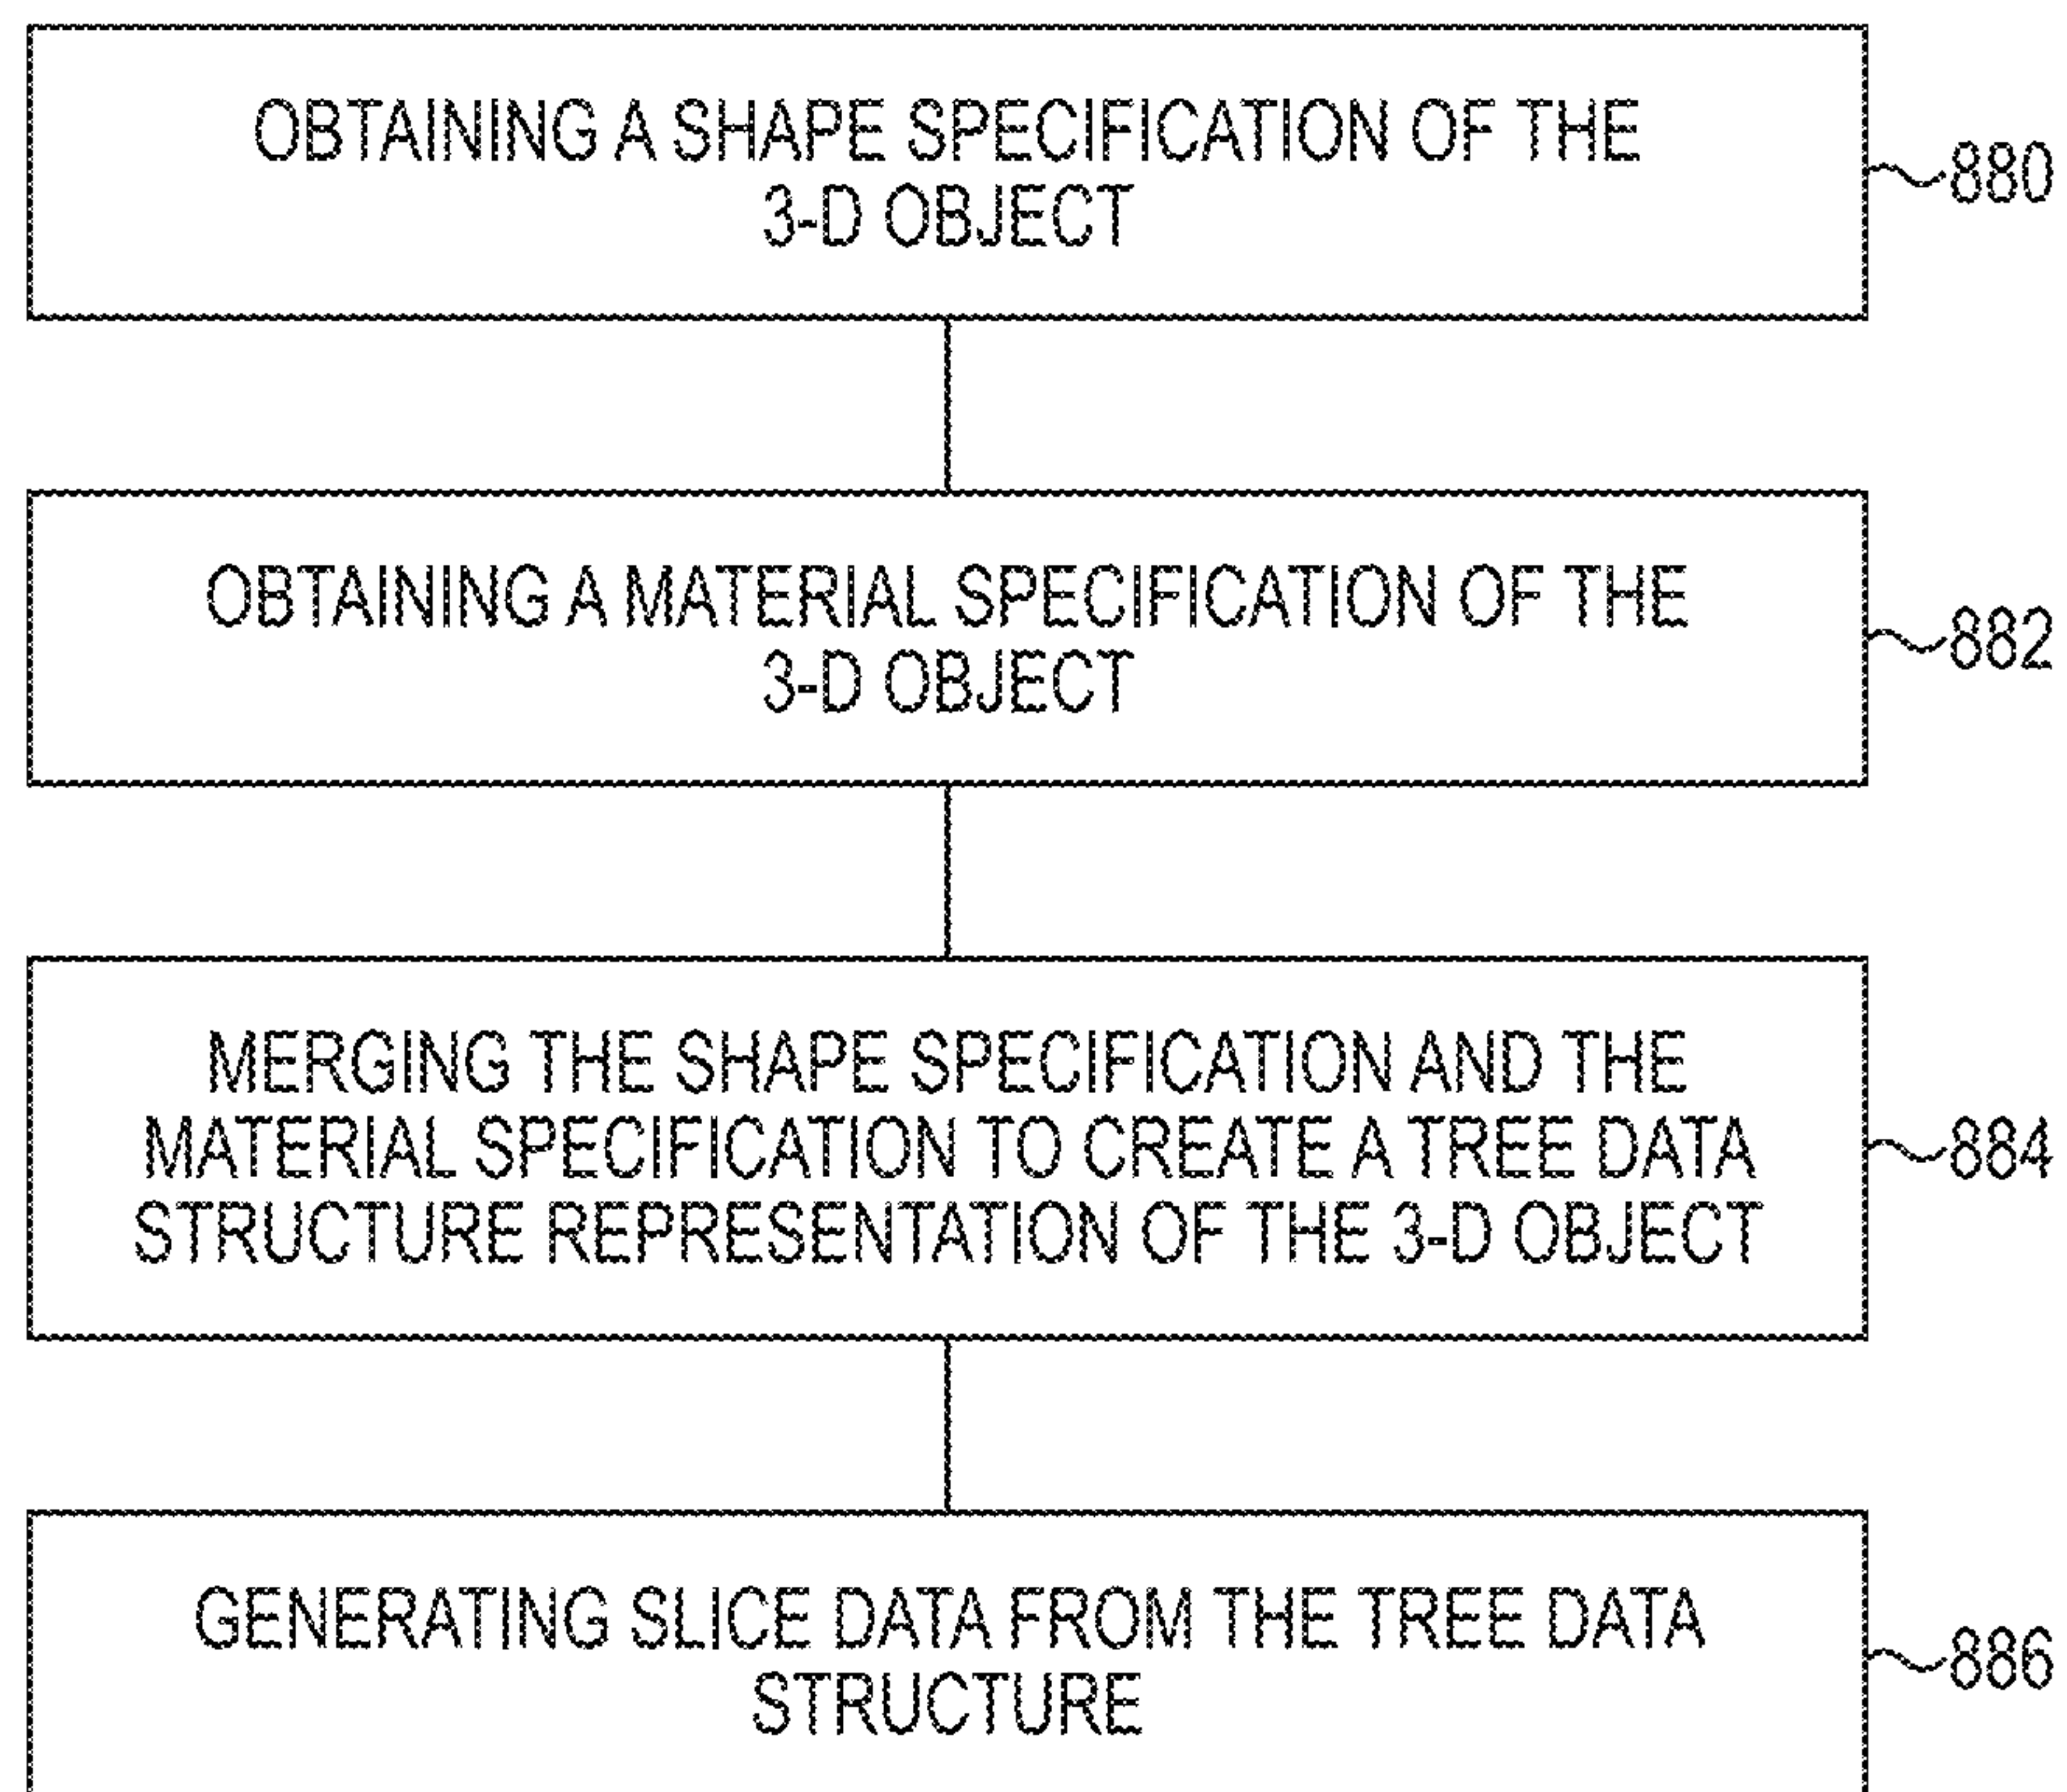 OBTAINING A SHAPE SPECIFICATION OF THE
3-D OBJECT
880
OBTAINING A MATERIAL SPECIFICATION OF THE
3-D OBJECT
882
MERGING THE SHAPE SPECIFICATION AND THE
MATERIAL SPECIFICATION TO CREATE A TREE DATA
STRUCTURE REPRESENTATION OF THE 3-D OBJECT
884
GENERATING SLICE DATA FROM THE TREE DATA
STRUCTURE
886